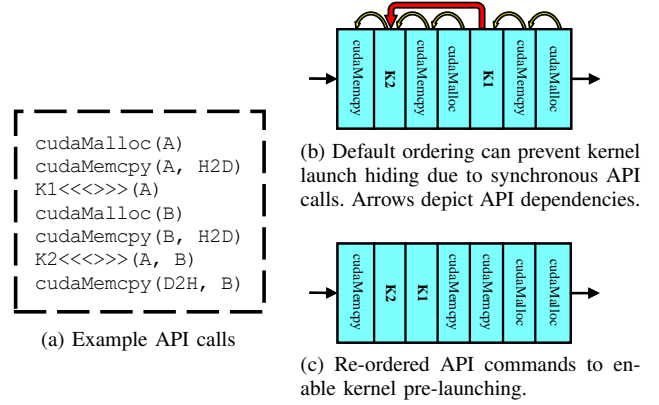 cudaMalloc(A)
cudaMemcpy(A, H2D)
K1<<<>>>(A)
cudaMalloc(B)
cudaMemcpy(B, H2D)
K2<<<>>>(A, B)
cudaMemcpy(D2H, B)
(a) Example API calls
cudaMemcpy
K2
cudaMemcpy
cudaMalloc
K1
cudaMemcpy
cudaMalloc
(b) Default ordering can prevent kernel
launch hiding due to synchronous API
calls. Arrows depict API dependencies.
cudaMemcpy
K2
K1
cudaMemcpy
cudaMemcpy
cudaMalloc
cudaMalloc
(c) Re-ordered API commands to en-
able kernel pre-launching.